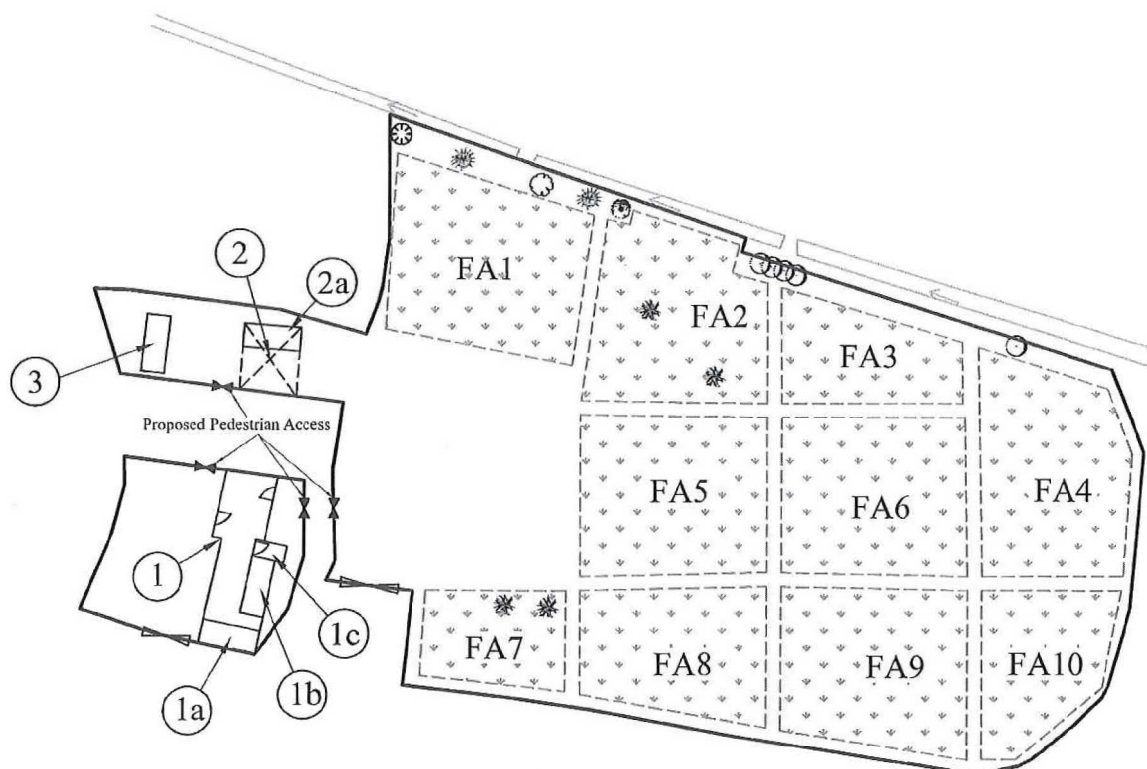 FA1
2
2a
FA2
FA3
3
Proposed Pedestrian Access
FA5
FA6
FA4
1
1c
FA7
FA8
FA9
FA10
1b
1a